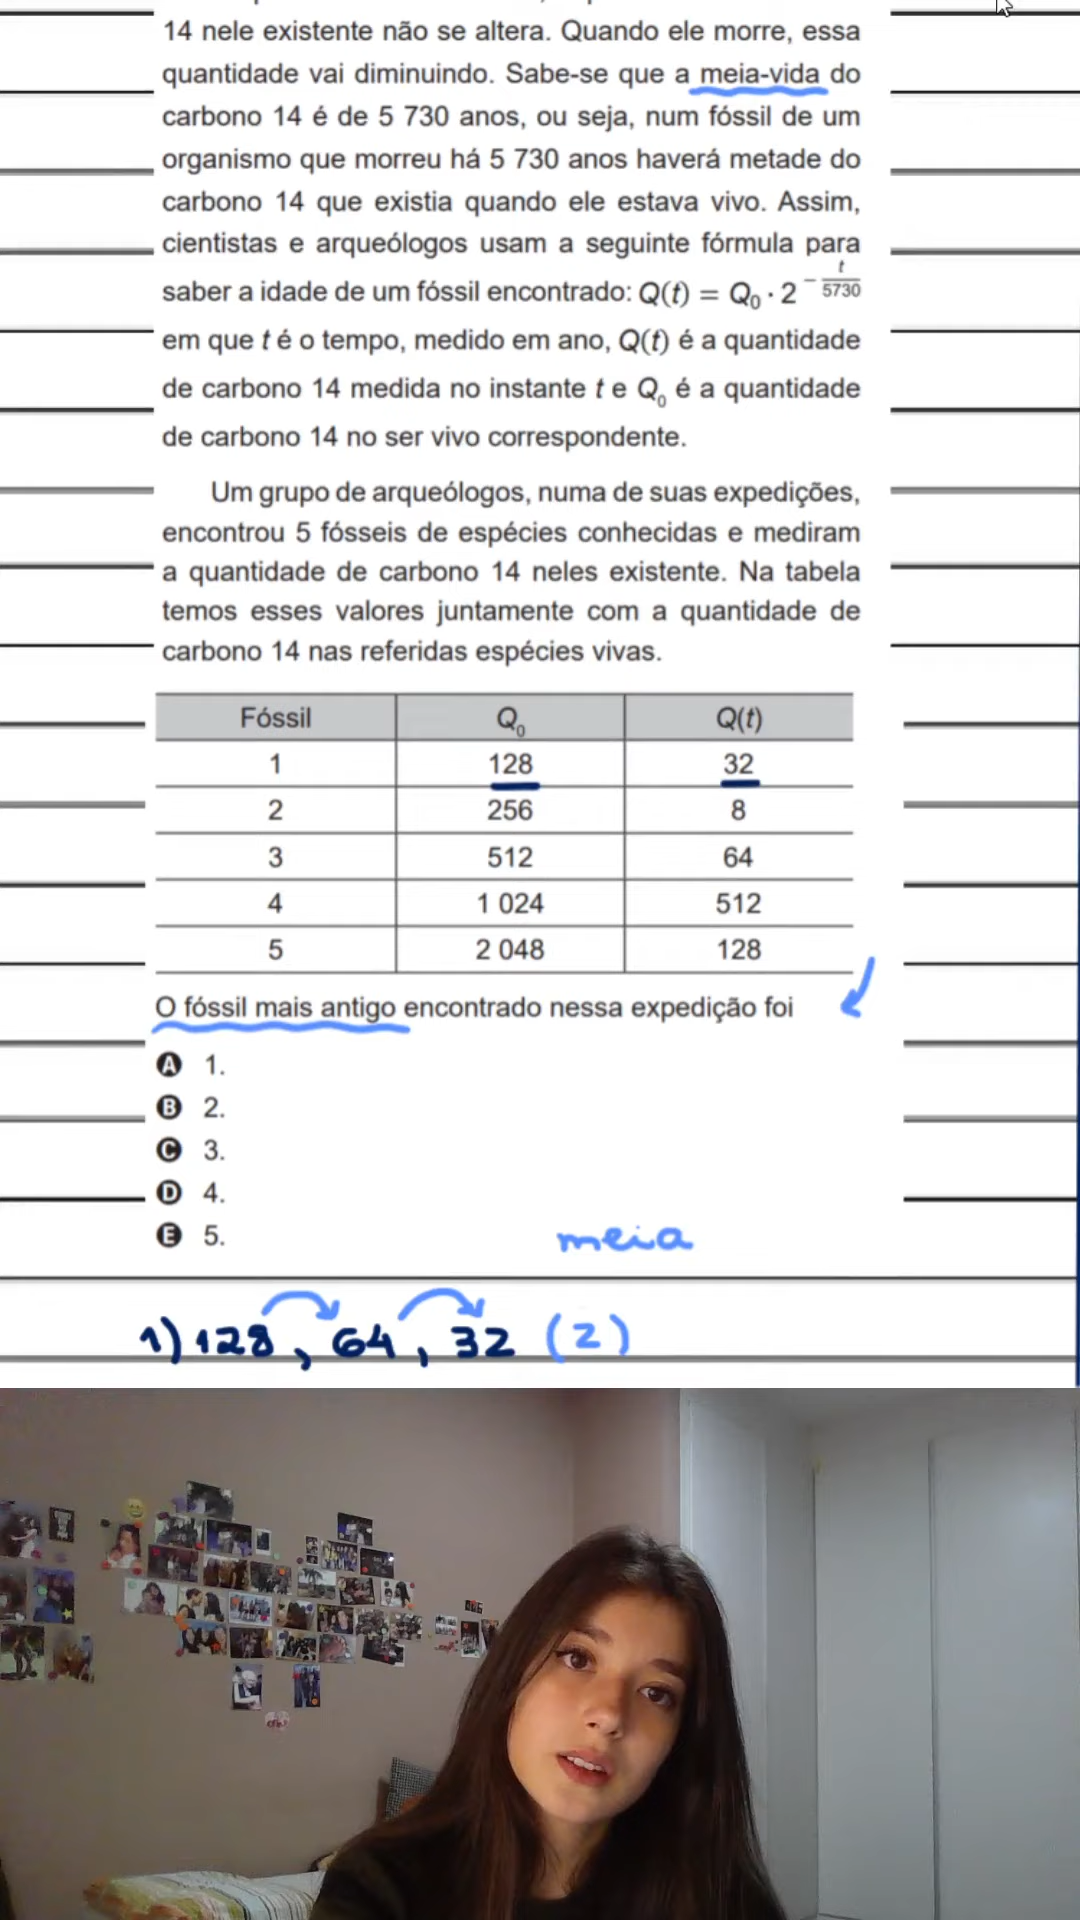 14 nele existente não se altera. Quando ele morre, essa
quantidade vai diminuindo. Sabe-se que a meia-vida do
carbono 14 é de 5 730 anos, ou seja, num fóssil de um
organismo que morreu há 5 730 anos haverá metade do
carbono 14 que existia quando ele estava vivo. Assim,
cientistas e arqueólogos usam a seguinte fórmula para
saber a idade de um fóssil encontrado: Q(t) = Q₀ · 2^(−t/5730)
em que t é o tempo, medido em ano, Q(t) é a quantidade
de carbono 14 medida no instante t e Q₀ é a quantidade
de carbono 14 no ser vivo correspondente.
Um grupo de arqueólogos, numa de suas expedições,
encontrou 5 fósseis de espécies conhecidas e mediram
a quantidade de carbono 14 neles existente. Na tabela
temos esses valores juntamente com a quantidade de
carbono 14 nas referidas espécies vivas.
Fóssil Q₀ Q(t)
1 128 32
2 256 8
3 512 64
4 1 024 512
5 2 048 128
O fóssil mais antigo encontrado nessa expedição foi
A 1.
B 2.
C 3.
D 4.
E 5.
meia
1) 128, 64, 32 (2)